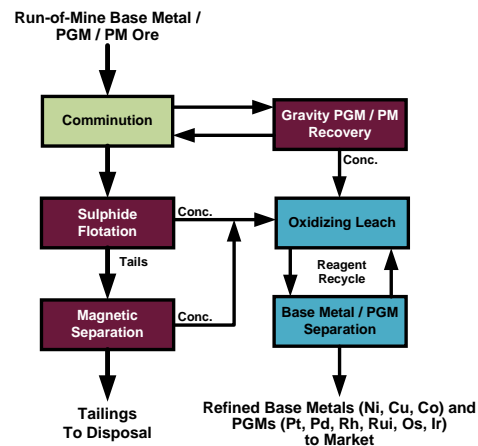 Run-of-Mine Base Metal /
PGM / PM Ore
Comminution
Gravity PGM / PM
Recovery
Conc.
Sulphide
Flotation
Conc.
Oxidizing Leach
Tails
Reagent
Recycle
Magnetic
Separation
Conc.
Base Metal / PGM
Separation
Tailings
To Disposal
Refined Base Metals (Ni, Cu, Co) and
PGMs (Pt, Pd, Rh, Rui, Os, Ir)
to Market